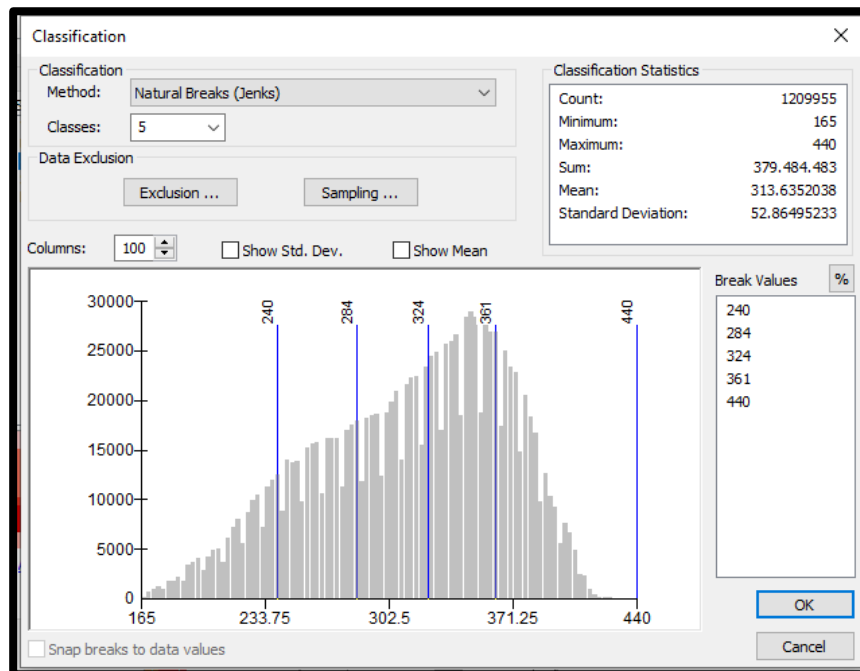 Classification
Classification
Method:
Natural Breaks (Jenks)
Classes:
5
Data Exclusion
Exclusion ...
Sampling ...
Classification Statistics
Count: 1209955
Minimum: 165
Maximum: 440
Sum: 379.484.483
Mean: 313.6352038
Standard Deviation: 52.86495233
Columns:
100
Show Std. Dev.
Show Mean
Break Values
%
240
284
324
361
440
30000
25000
20000
15000
10000
5000
0
240
284
324
361
440
165
233.75
302.5
371.25
440
Snap breaks to data values
OK
Cancel